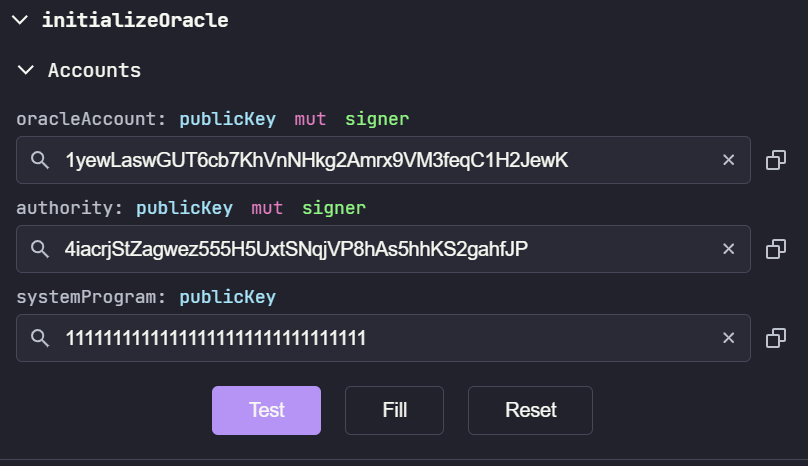 initializeOracle
Accounts
oracleAccount: publicKey mut signer
1yewLaswGUT6cb7KhVnNHkg2Amrx9VM3feqC1H2JewK
authority: publicKey mut signer
4iacrjStZagwez555H5UxtSNqjVP8hAs5hhKS2gahfJP
systemProgram: publicKey
11111111111111111111111111111111
Test Fill Reset